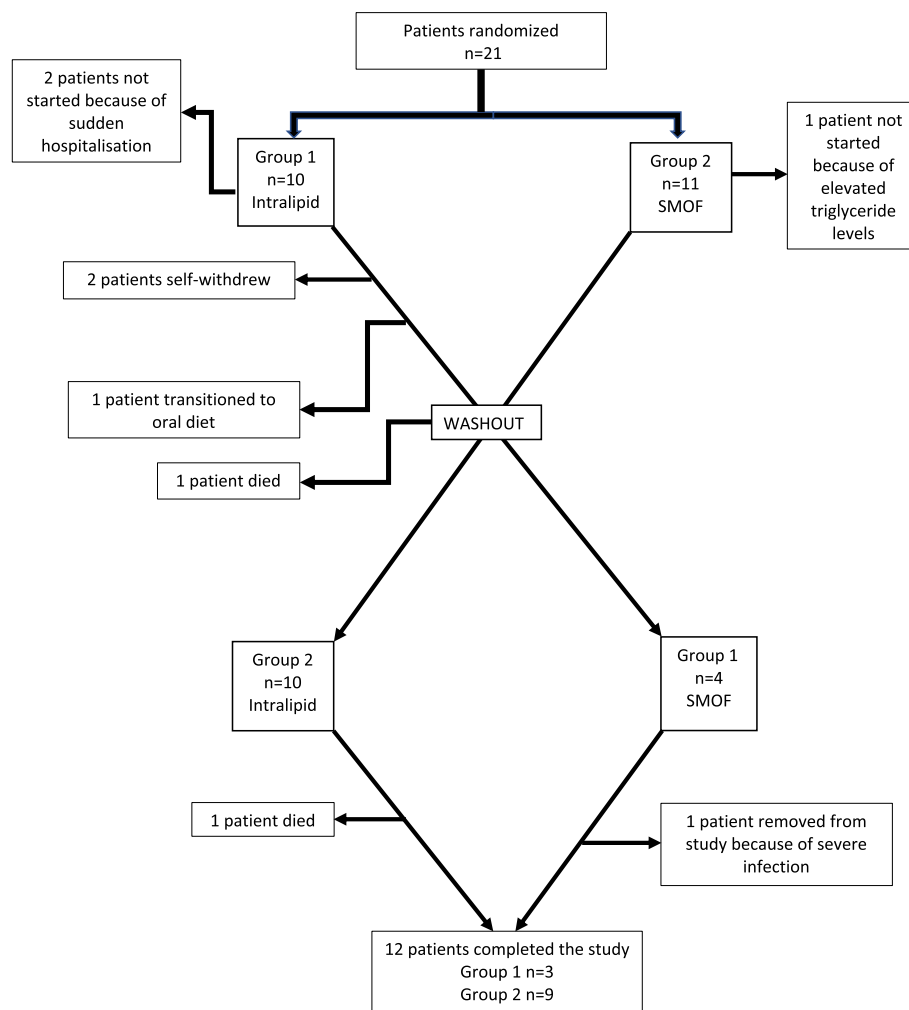 Patients randomized
n=21
2 patients not
started because of
sudden
hospitalisation
Group 1
n=10
Intralipid
Group 2
n=11
SMOF
1 patient not
started
because of
elevated
triglyceride
levels
2 patients self-withdrew
1 patient transitioned to
oral diet
WASHOUT
1 patient died
Group 2
n=10
Intralipid
Group 1
n=4
SMOF
1 patient died
1 patient removed from
study because of severe
infection
12 patients completed the study
Group 1 n=3
Group 2 n=9